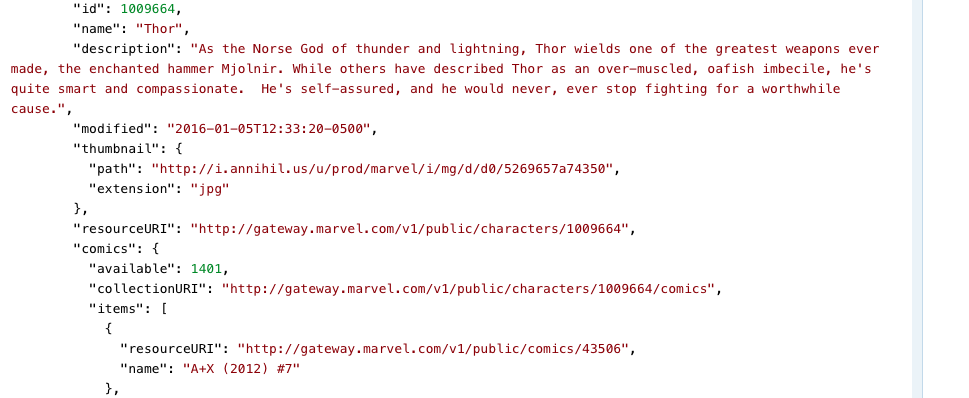 "id": 1009664,
"name": "Thor",
"description": "As the Norse God of thunder and lightning, Thor wields one of the greatest weapons ever
made, the enchanted hammer Mjolnir. While others have described Thor as an over-muscled, oafish imbecile, he's
quite smart and compassionate.  He's self-assured, and he would never, ever stop fighting for a worthwhile
cause.",
"modified": "2016-01-05T12:33:20-0500",
"thumbnail": {
"path": "http://i.annihil.us/u/prod/marvel/i/mg/d/d0/5269657a74350",
"extension": "jpg"
},
"resourceURI": "http://gateway.marvel.com/v1/public/characters/1009664",
"comics": {
"available": 1401,
"collectionURI": "http://gateway.marvel.com/v1/public/characters/1009664/comics",
"items": [
{
"resourceURI": "http://gateway.marvel.com/v1/public/comics/43506",
"name": "A+X (2012) #7"
},